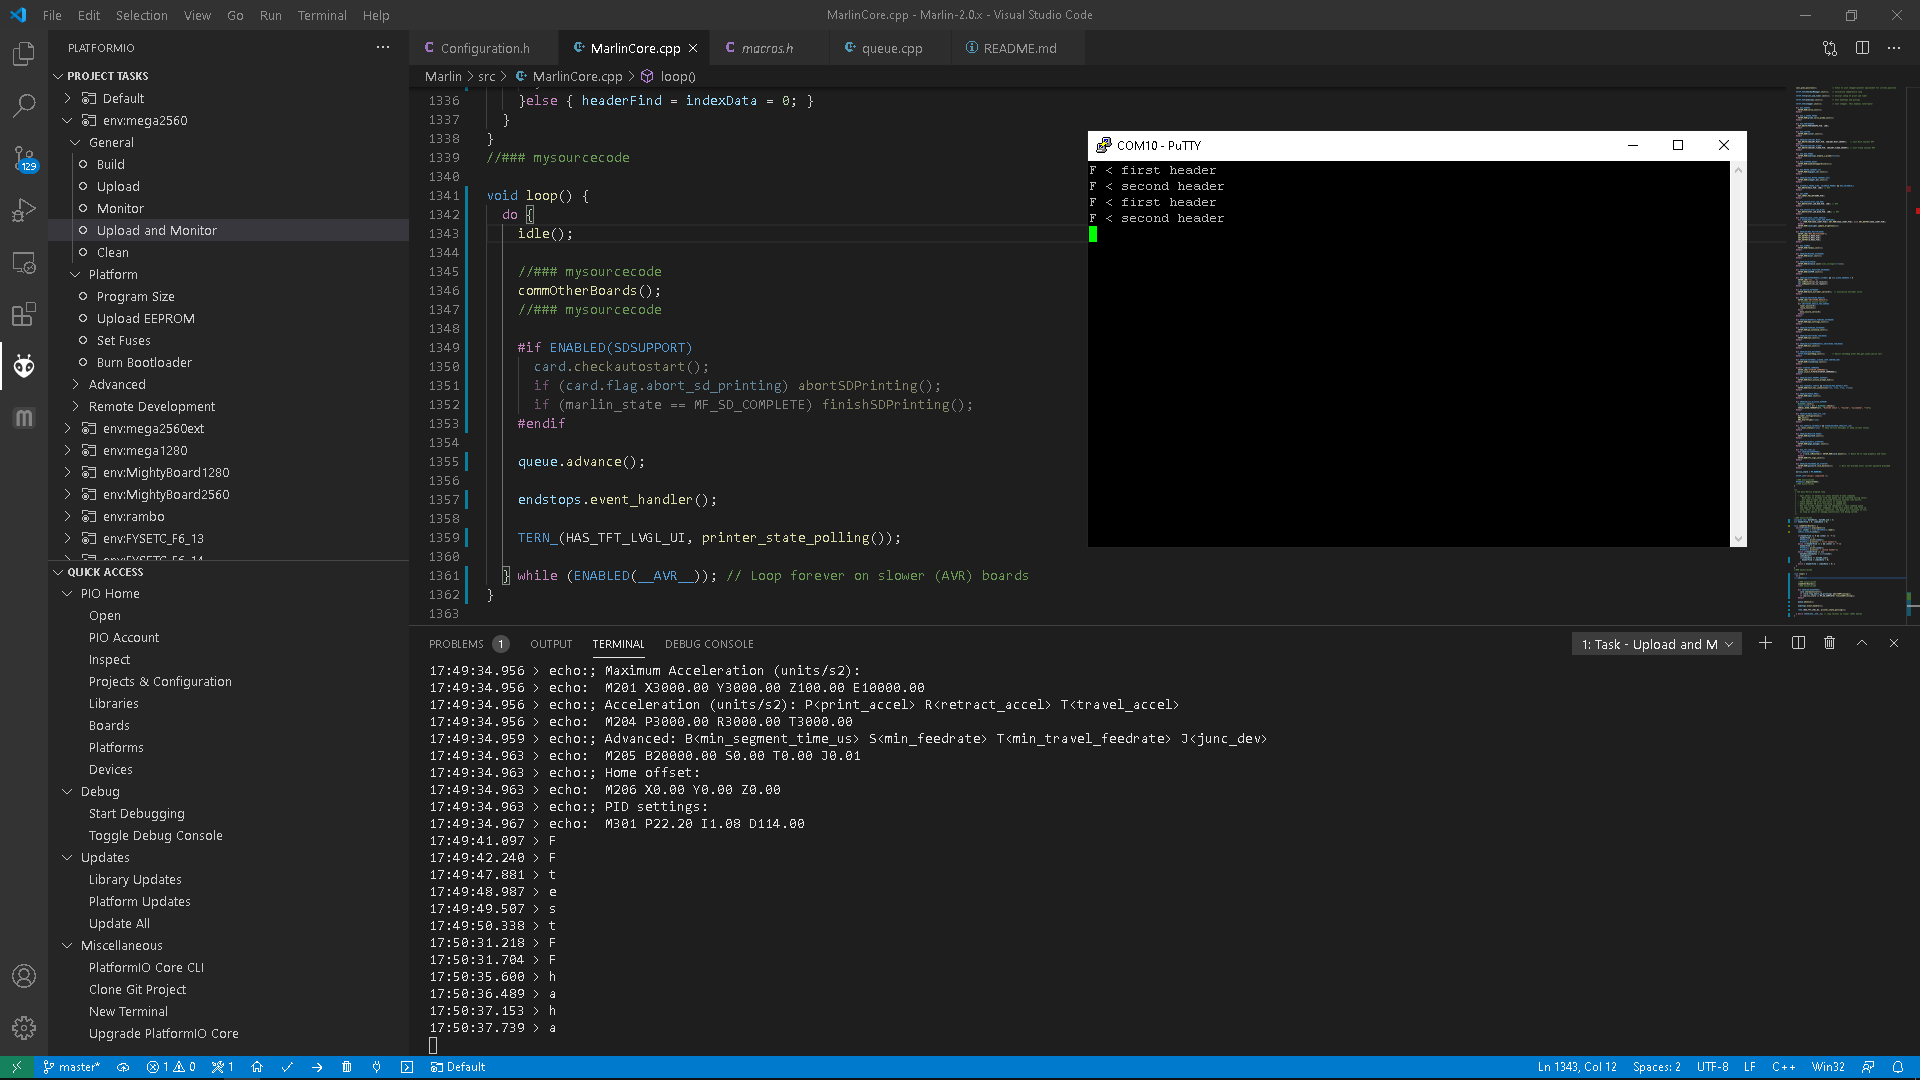 File Edit Selection View Go Run Terminal Help
MarlinCore.cpp - Marlin-2.0.x - Visual Studio Code
PLATFORMIO
PROJECT TASKS
Default
env:mega2560
General
Build
Upload
Monitor
Upload and Monitor
Clean
Platform
Program Size
Upload EEPROM
Set Fuses
Burn Bootloader
Advanced
Remote Development
env:mega2560ext
env:mega1280
env:MightyBoard1280
env:MightyBoard2560
env:rambo
env:FYSETC_F6_13
env:FYSETC_F6_14
QUICK ACCESS
PIO Home
Open
PIO Account
Inspect
Projects & Configuration
Libraries
Boards
Platforms
Devices
Debug
Start Debugging
Toggle Debug Console
Updates
Library Updates
Platform Updates
Update All
Miscellaneous
PlatformIO Core CLI
Clone Git Project
New Terminal
Upgrade PlatformIO Core
129
Configuration.h MarlinCore.cpp macros.h queue.cpp README.md
Marlin > src > MarlinCore.cpp > loop()
1336 }else { headerFind = indexData = 0; }
1337 }
1338 }
1339 //### mysourcecode
1340
1341 void loop() {
1342 do {
1343 idle();
1344
1345 //### mysourcecode
1346 commOtherBoards();
1347 //### mysourcecode
1348
1349 #if ENABLED(SDSUPPORT)
1350 card.checkautostart();
1351 if (card.flag.abort_sd_printing) abortSDPrinting();
1352 if (marlin_state == MF_SD_COMPLETE) finishSDPrinting();
1353 #endif
1354
1355 queue.advance();
1356
1357 endstops.event_handler();
1358
1359 TERN_(HAS_TFT_LVGL_UI, printer_state_polling());
1360
1361 } while (ENABLED(__AVR__)); // Loop forever on slower (AVR) boards
1362 }
1363
COM10 - PuTTY
F < first header
F < second header
F < first header
F < second header
PROBLEMS 1 OUTPUT TERMINAL DEBUG CONSOLE
1: Task - Upload and M
17:49:34.956 > echo:; Maximum Acceleration (units/s2):
17:49:34.956 > echo:  M201 X3000.00 Y3000.00 Z100.00 E10000.00
17:49:34.956 > echo:; Acceleration (units/s2): P<print_accel> R<retract_accel> T<travel_accel>
17:49:34.956 > echo:  M204 P3000.00 R3000.00 T3000.00
17:49:34.959 > echo:; Advanced: B<min_segment_time_us> S<min_feedrate> T<min_travel_feedrate> J<junc_dev>
17:49:34.963 > echo:  M205 B20000.00 S0.00 T0.00 J0.01
17:49:34.963 > echo:; Home offset:
17:49:34.963 > echo:  M206 X0.00 Y0.00 Z0.00
17:49:34.963 > echo:; PID settings:
17:49:34.967 > echo:  M301 P22.20 I1.08 D114.00
17:49:41.097 > F
17:49:42.240 > F
17:49:47.881 > t
17:49:48.987 > e
17:49:49.507 > s
17:49:50.338 > t
17:50:31.218 > F
17:50:31.704 > F
17:50:35.600 > h
17:50:36.489 > a
17:50:37.153 > h
17:50:37.739 > a
master* 1 0 1 Default
Ln 1343, Col 12 Spaces: 2 UTF-8 LF C++ Win32